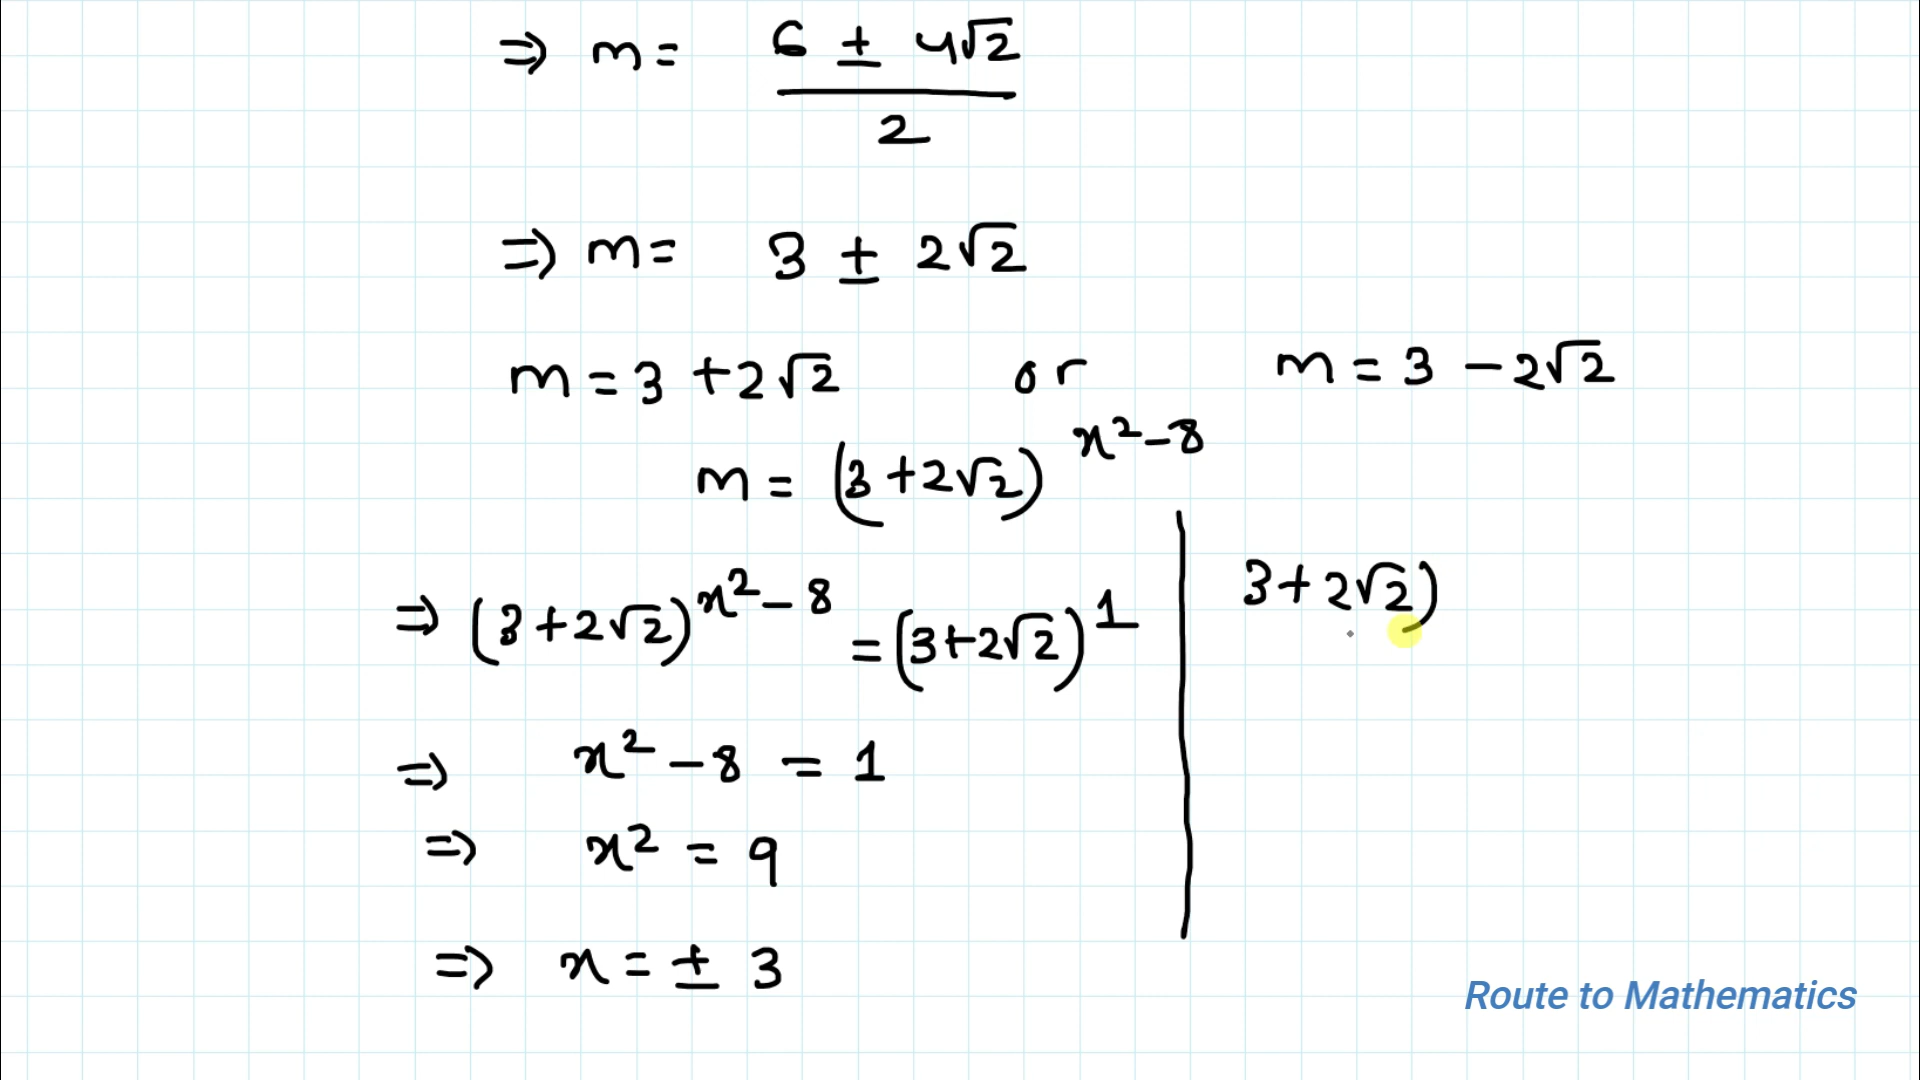 ⇒ m = (6 ± 4√2)/2
⇒ m = 3 ± 2√2
m = 3 + 2√2 or m = 3 − 2√2
m = (3 + 2√2)^(x² − 8)
⇒ (3 + 2√2)^(x² − 8) = (3 + 2√2)^1
3 + 2√2)
⇒ x² − 8 = 1
⇒ x² = 9
⇒ x = ± 3
Route to Mathematics